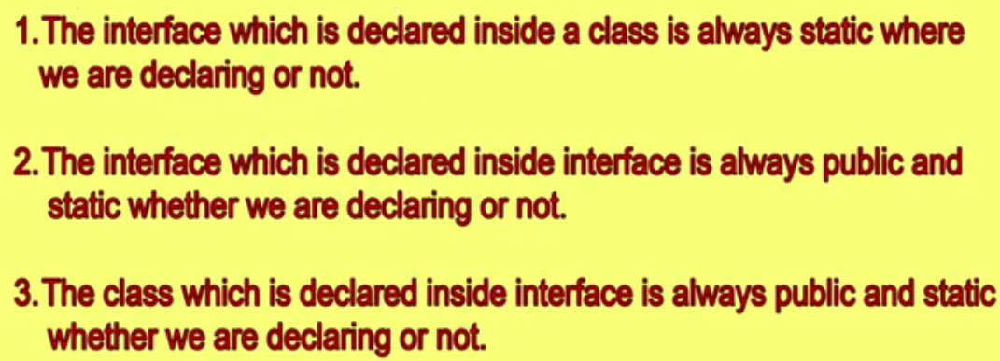 1.The interface which is declared inside a class is always static where
we are declaring or not.
2.The interface which is declared inside interface is always public and
static whether we are declaring or not.
3.The class which is declared inside interface is always public and static
whether we are declaring or not.